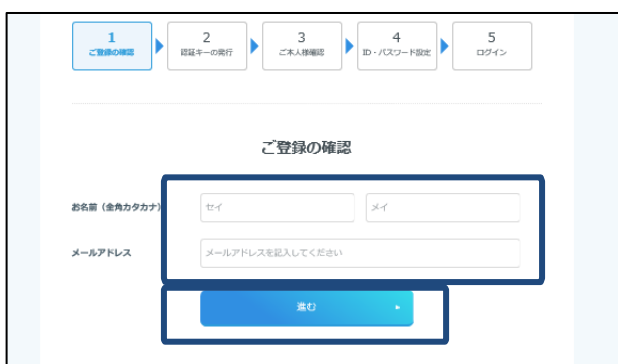 1 2 3 4 5
ご登録の確認 認証キーの発行 ご本人様確認 ID・パスワード設定 ログイン
ご登録の確認
お名前（全角カタカナ） セイ メイ
メールアドレス メールアドレスを記入してください
進む